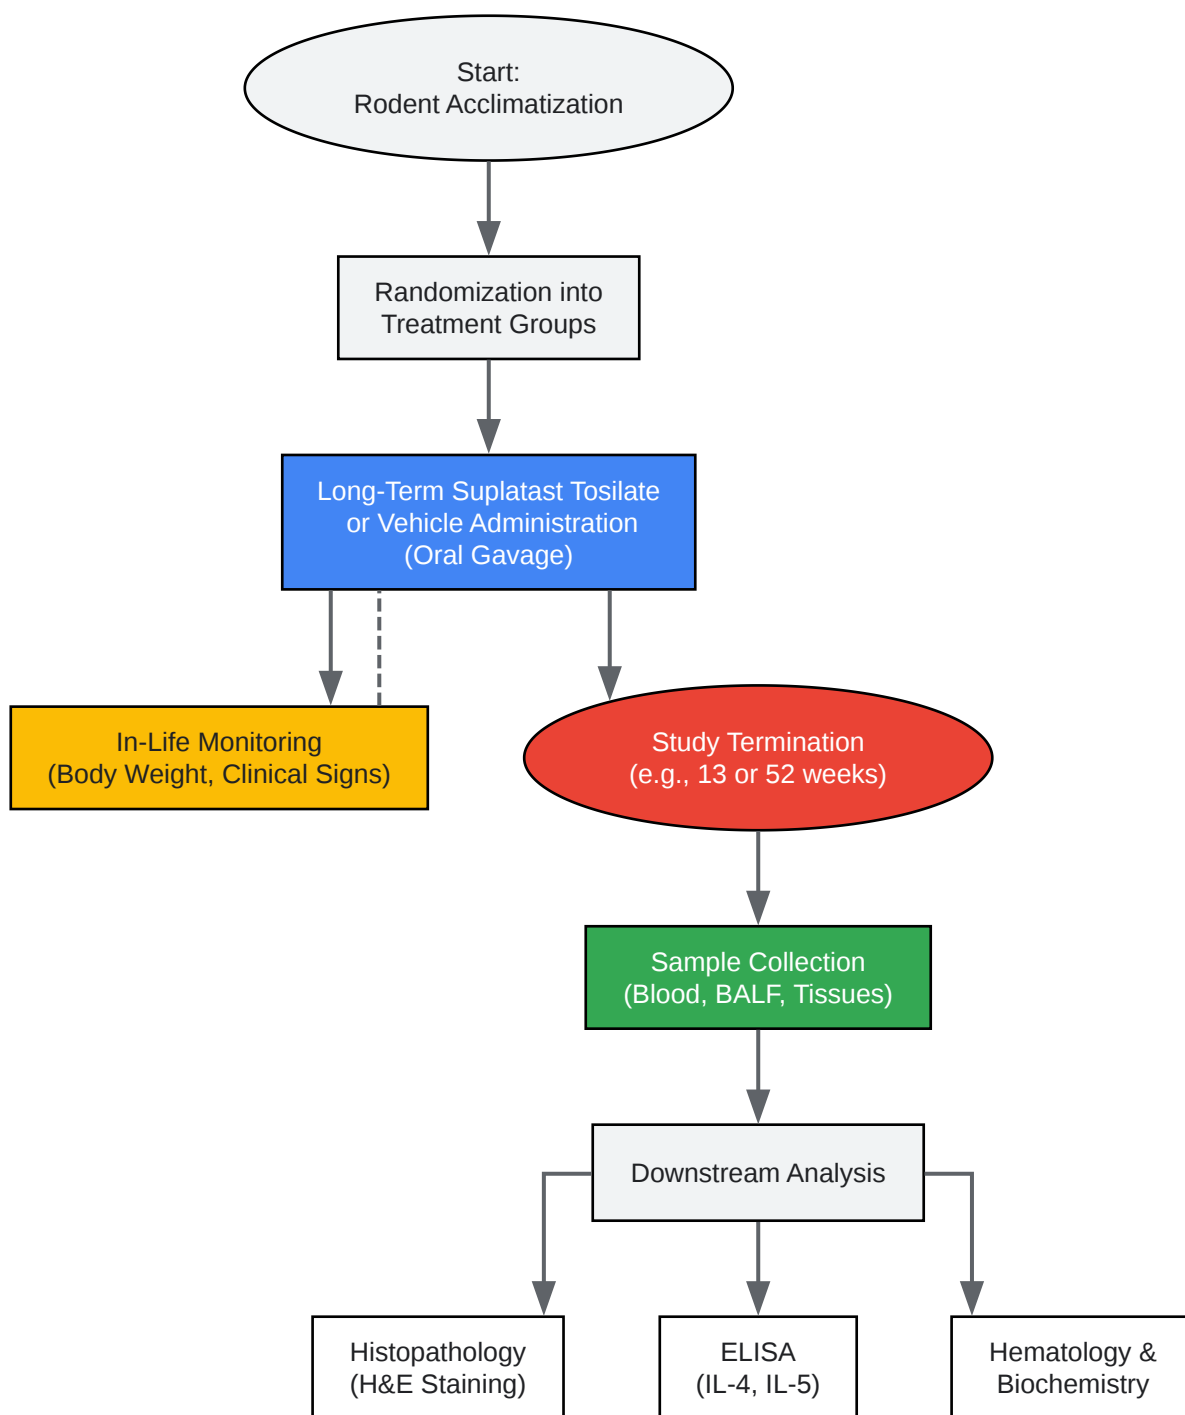 Start:
Rodent Acclimatization
Randomization into
Treatment Groups
Long-Term Suplatast Tosilate
or Vehicle Administration
(Oral Gavage)
In-Life Monitoring
(Body Weight, Clinical Signs)
Study Termination
(e.g., 13 or 52 weeks)
Sample Collection
(Blood, BALF, Tissues)
Downstream Analysis
Histopathology
(H&E Staining)
ELISA
(IL-4, IL-5)
Hematology &
Biochemistry